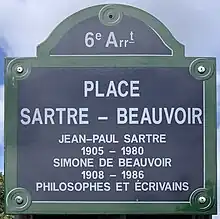 6e Arrt
PLACE
SARTRE – BEAUVOIR
JEAN–PAUL SARTRE
1905 – 1980
SIMONE DE BEAUVOIR
1908 – 1986
PHILOSOPHES ET ÉCRIVAINS